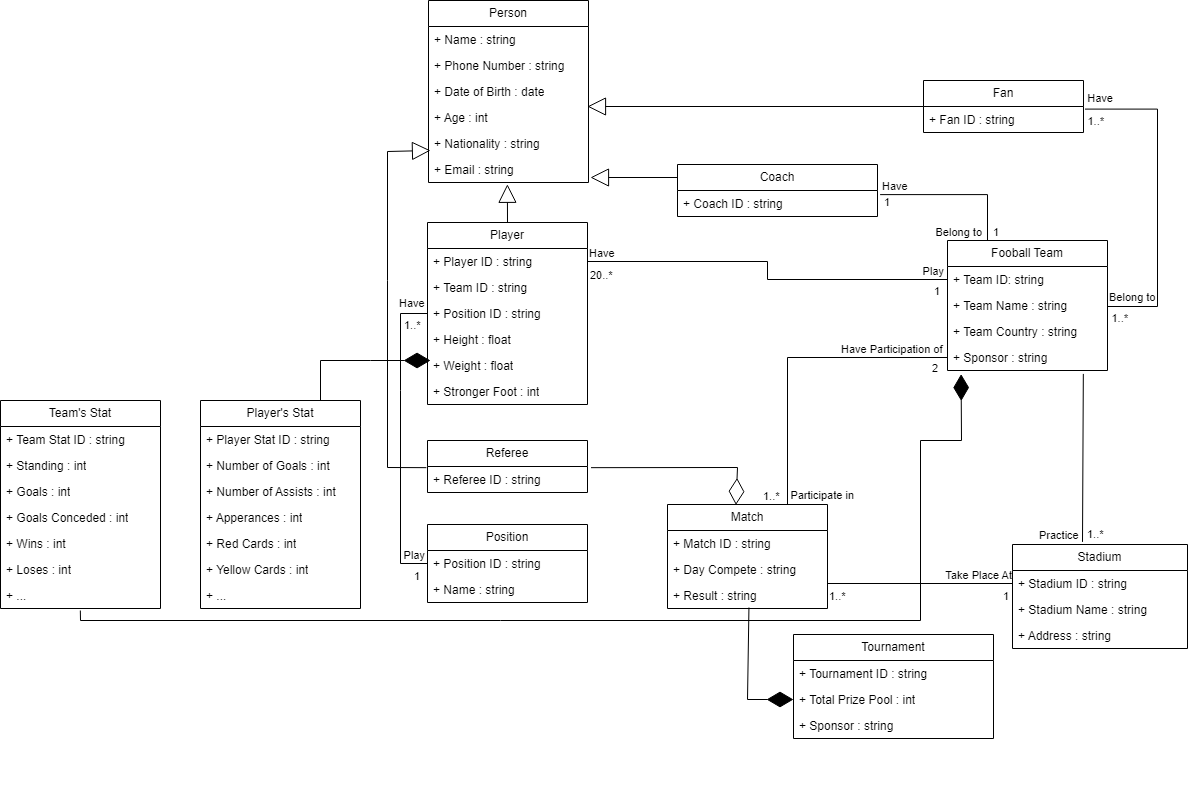 Person
+ Name : string
+ Phone Number : string
+ Date of Birth : date
+ Age : int
+ Nationality : string
+ Email : string
Fan
+ Fan ID : string
Have
1..*
Coach
+ Coach ID : string
Have
1
Belong to
1
Player
+ Player ID : string
+ Team ID : string
+ Position ID : string
+ Height : float
+ Weight : float
+ Stronger Foot : int
Have
20..*
Play
1
Have
1..*
Fooball Team
+ Team ID: string
+ Team Name : string
+ Team Country : string
+ Sponsor : string
Belong to
1..*
Have Participation of
2
Team's Stat
+ Team Stat ID : string
+ Standing : int
+ Goals : int
+ Goals Conceded : int
+ Wins : int
+ Loses : int
+ ...
Player's Stat
+ Player Stat ID : string
+ Number of Goals : int
+ Number of Assists : int
+ Apperances : int
+ Red Cards : int
+ Yellow Cards : int
+ ...
Referee
+ Referee ID : string
Play
1
Position
+ Position ID : string
+ Name : string
1..*
Participate in
Match
+ Match ID : string
+ Day Compete : string
+ Result : string
1..*
Take Place At
1
Practice
1..*
Stadium
+ Stadium ID : string
+ Stadium Name : string
+ Address : string
Tournament
+ Tournament ID : string
+ Total Prize Pool : int
+ Sponsor : string